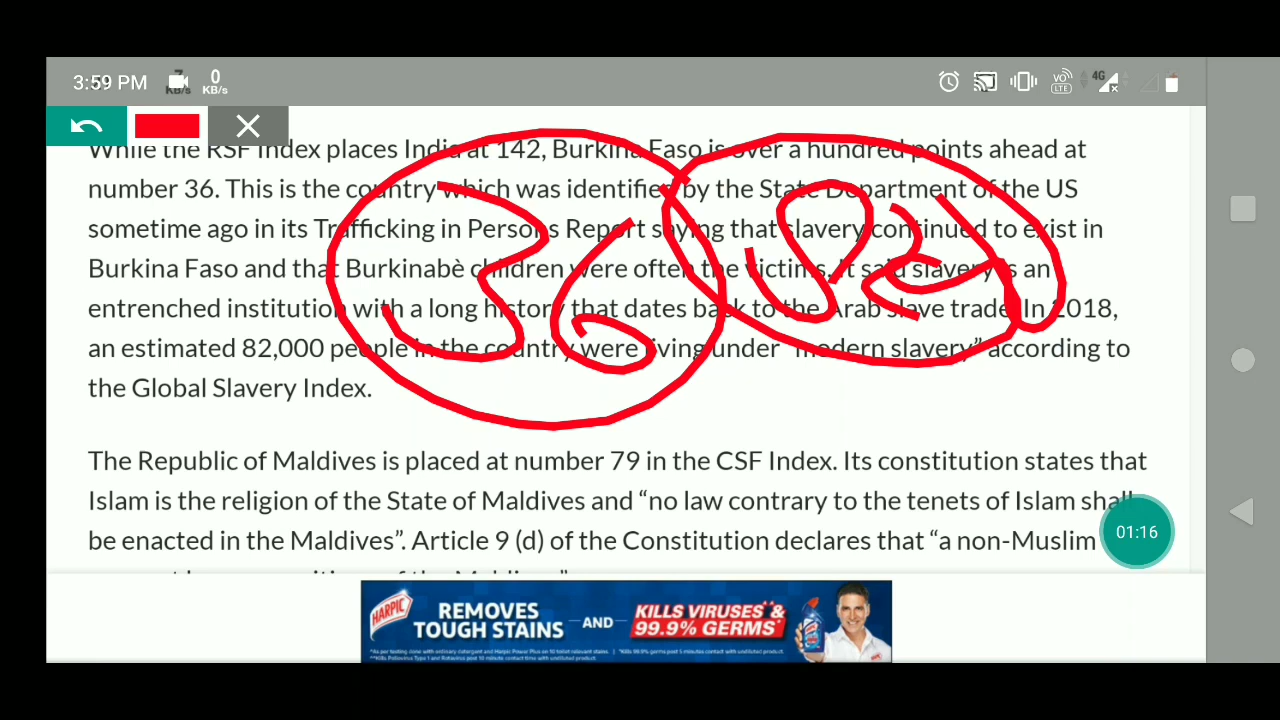 3:59 PM
7
KB/s
0
KB/s
VO
LTE
4G
While the RSF Index places India at 142, Burkina Faso is over a hundred points ahead at
number 36. This is the country which was identified by the State Department of the US
sometime ago in its Trafficking in Persons Report saying that slavery continued to exist in
Burkina Faso and that Burkinabè children were often the victims. It said slavery is an
entrenched institution with a long history that dates back to the Arab slave trade. In 2018,
an estimated 82,000 people in the country were living under “modern slavery” according to
the Global Slavery Index.
36
The Republic of Maldives is placed at number 79 in the CSF Index. Its constitution states that
Islam is the religion of the State of Maldives and “no law contrary to the tenets of Islam shall
be enacted in the Maldives”. Article 9 (d) of the Constitution declares that “a non-Muslim
01:16
HARPIC
REMOVES
TOUGH STAINS
AND
KILLS VIRUSES**&
99.9% GERMS*